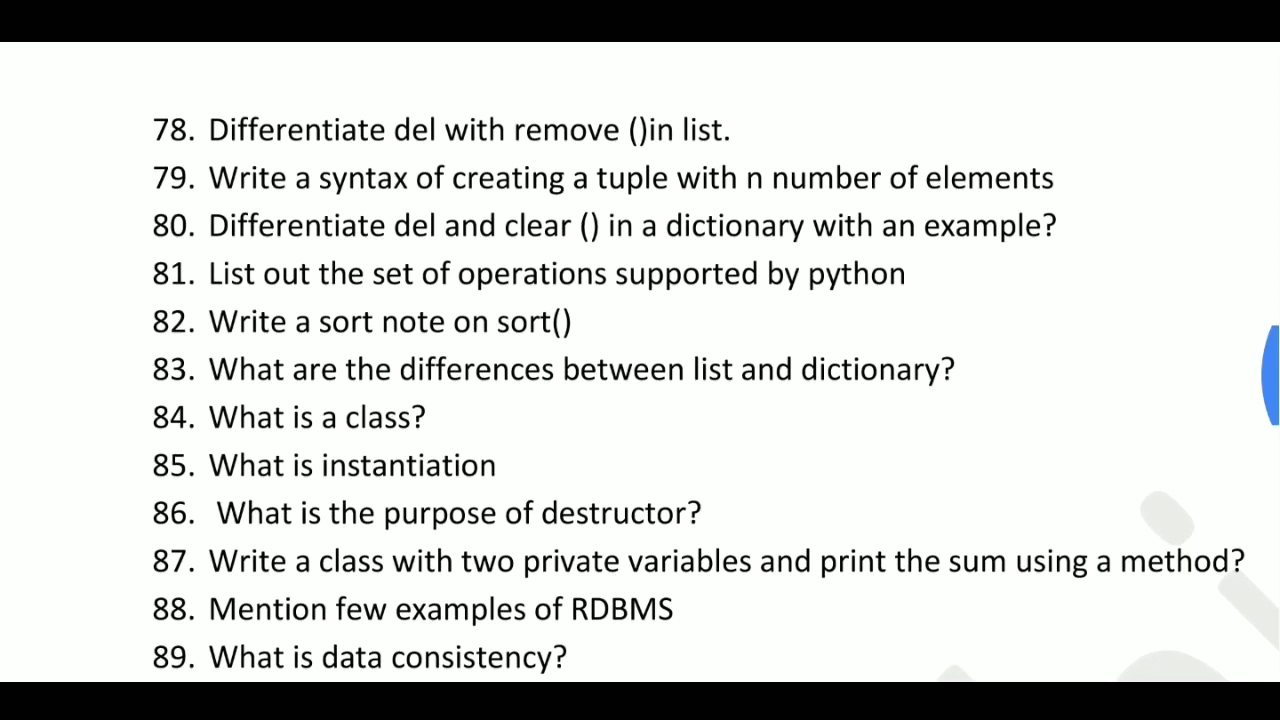 78. Differentiate del with remove ()in list.
79. Write a syntax of creating a tuple with n number of elements
80. Differentiate del and clear () in a dictionary with an example?
81. List out the set of operations supported by python
82. Write a sort note on sort()
83. What are the differences between list and dictionary?
84. What is a class?
85. What is instantiation
86. What is the purpose of destructor?
87. Write a class with two private variables and print the sum using a method?
88. Mention few examples of RDBMS
89. What is data consistency?